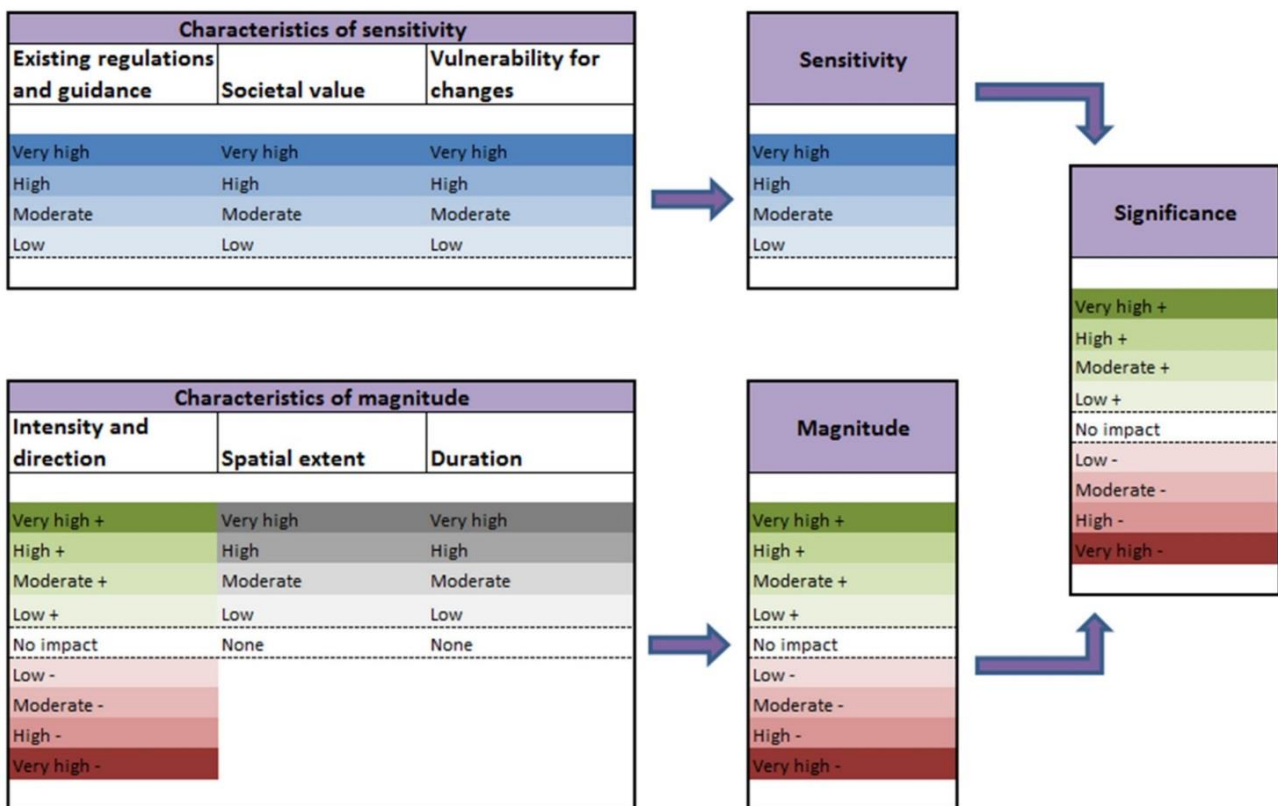 Characteristics of sensitivity
Existing regulations and guidance Societal value Vulnerability for changes
Very high Very high Very high
High High High
Moderate Moderate Moderate
Low Low Low
Sensitivity
Very high
High
Moderate
Low
Characteristics of magnitude
Intensity and direction Spatial extent Duration
Very high + Very high Very high
High + High High
Moderate + Moderate Moderate
Low + Low Low
No impact None None
Low -
Moderate -
High -
Very high -
Magnitude
Very high +
High +
Moderate +
Low +
No impact
Low -
Moderate -
High -
Very high -
Significance
Very high +
High +
Moderate +
Low +
No impact
Low -
Moderate -
High -
Very high -